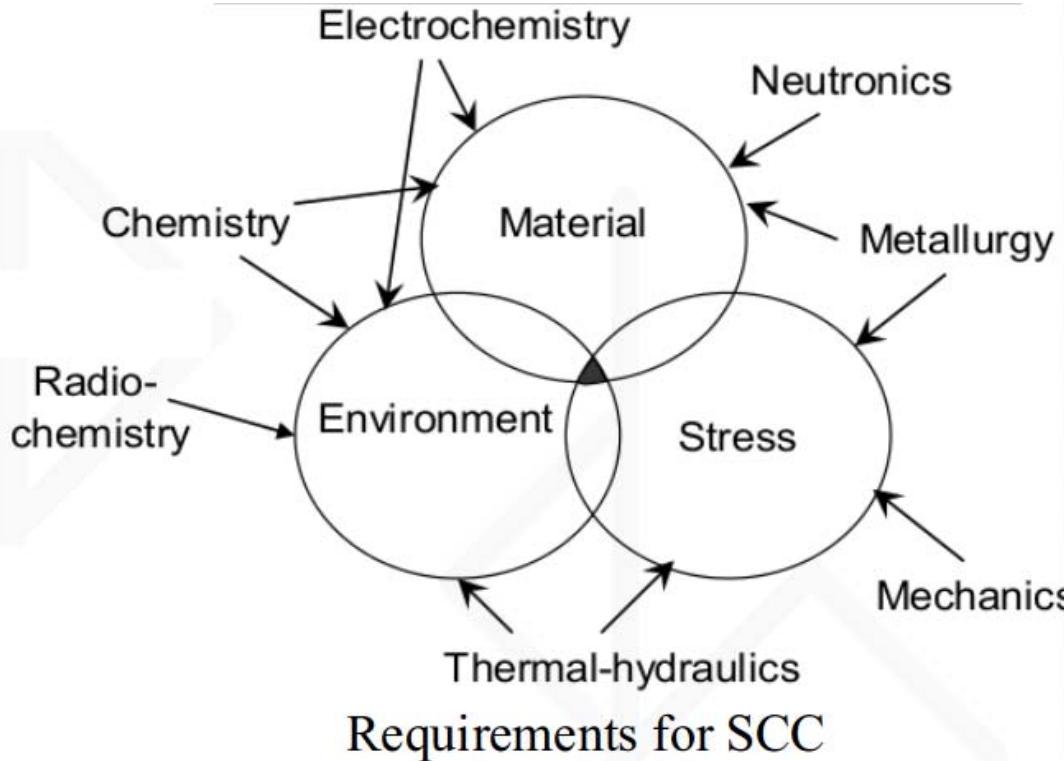 Electrochemistry
Neutronics
Chemistry
Material
Metallurgy
Radio-
chemistry
Environment
Stress
Mechanics
Thermal-hydraulics
Requirements for SCC